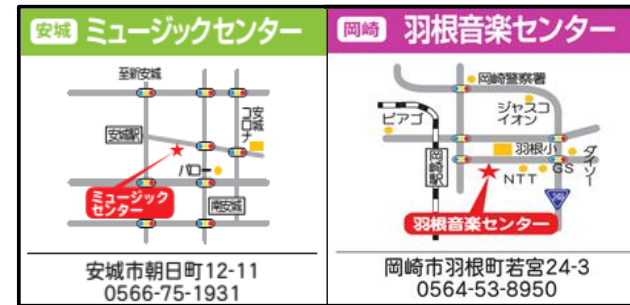 安城 ミュージックセンター
至新安城
安城駅
安城コロナ
バロー
ミュージック
センター
南安城
安城市朝日町12-11
0566-75-1931
岡崎 羽根音楽センター
岡崎警察署
ジャスコ
イオン
ピアゴ
岡崎駅
羽根小
ダイソー
GS
NTT
248
羽根音楽センター
岡崎市羽根町若宮24-3
0564-53-8950